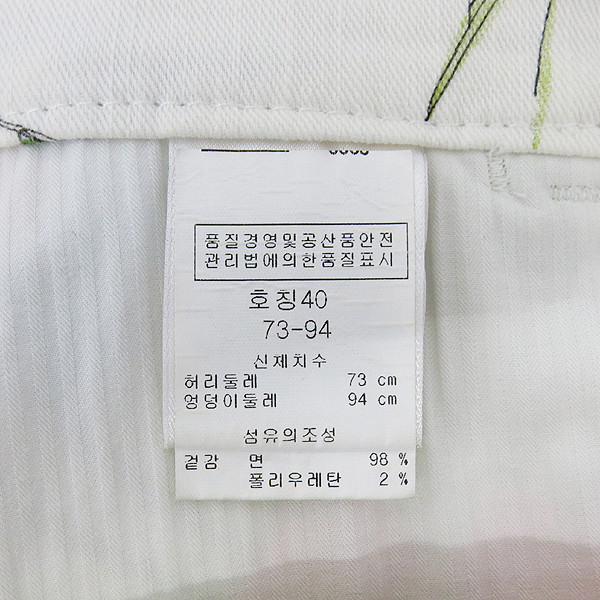 품질경영및공산품안전
관리법에의한품질표시
호칭40
73-94
신체치수
허리둘레 73 cm
엉덩이둘레 94 cm
섬유의조성
겉감 면 98 %
폴리우레탄 2 %